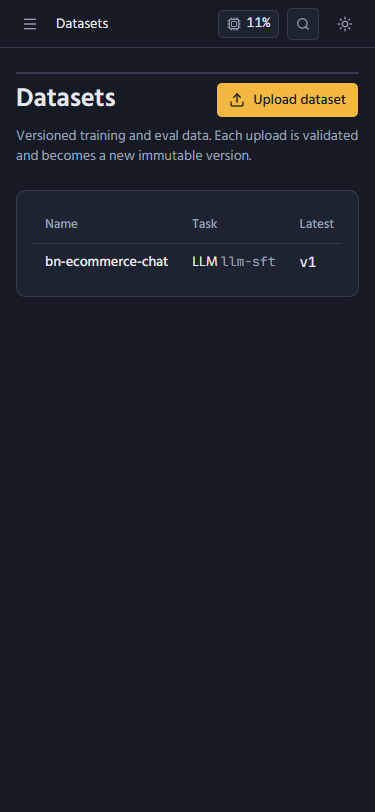 Datasets
11%
Datasets
Upload dataset
Versioned training and eval data. Each upload is validated
and becomes a new immutable version.
Name Task Latest
bn-ecommerce-chat LLM llm-sft v1